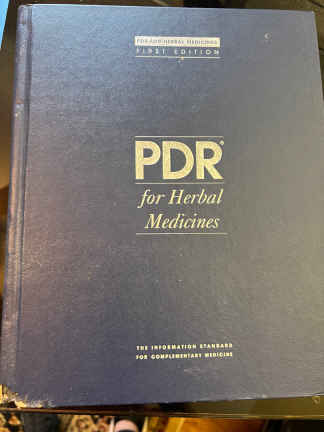 PDR FOR HERBAL MEDICINES
FIRST EDITION
PDR®
for Herbal
Medicines
THE INFORMATION STANDARD
FOR COMPLEMENTARY MEDICINE